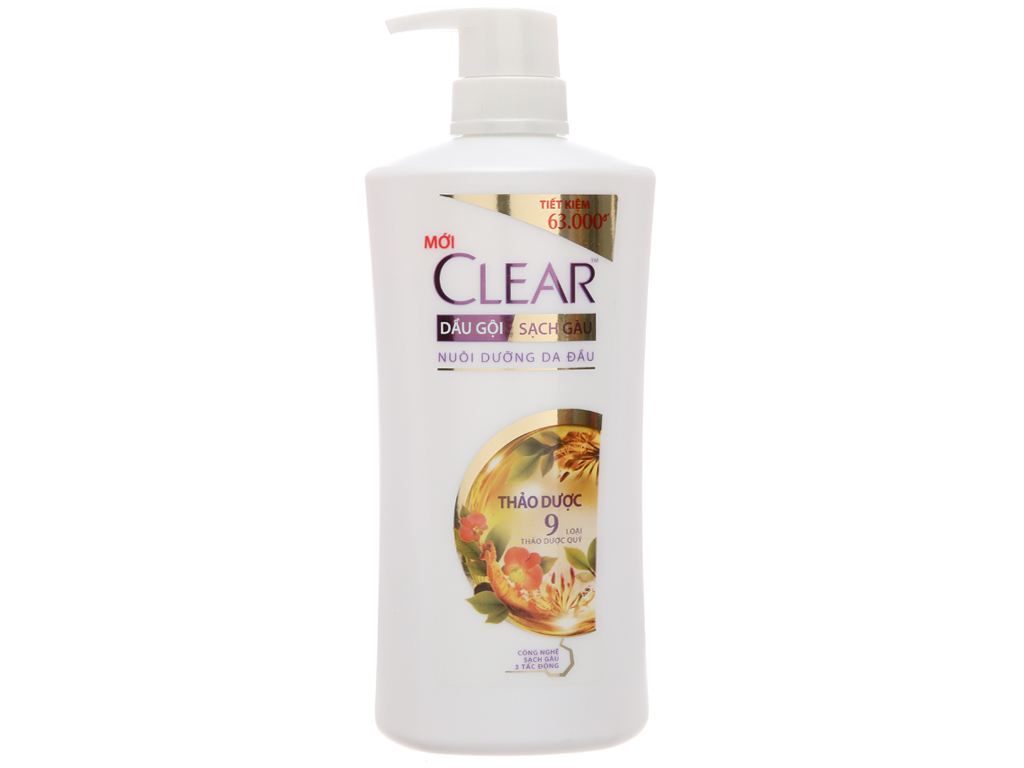 TIẾT KIỆM
63.000đ
MỚI
CLEAR™
DẦU GỘI SẠCH GÀU
NUÔI DƯỠNG DA ĐẦU
THẢO DƯỢC
9 LOẠI
THẢO DƯỢC QUÝ
CÔNG NGHỆ
SẠCH GÀU
3 TÁC ĐỘNG